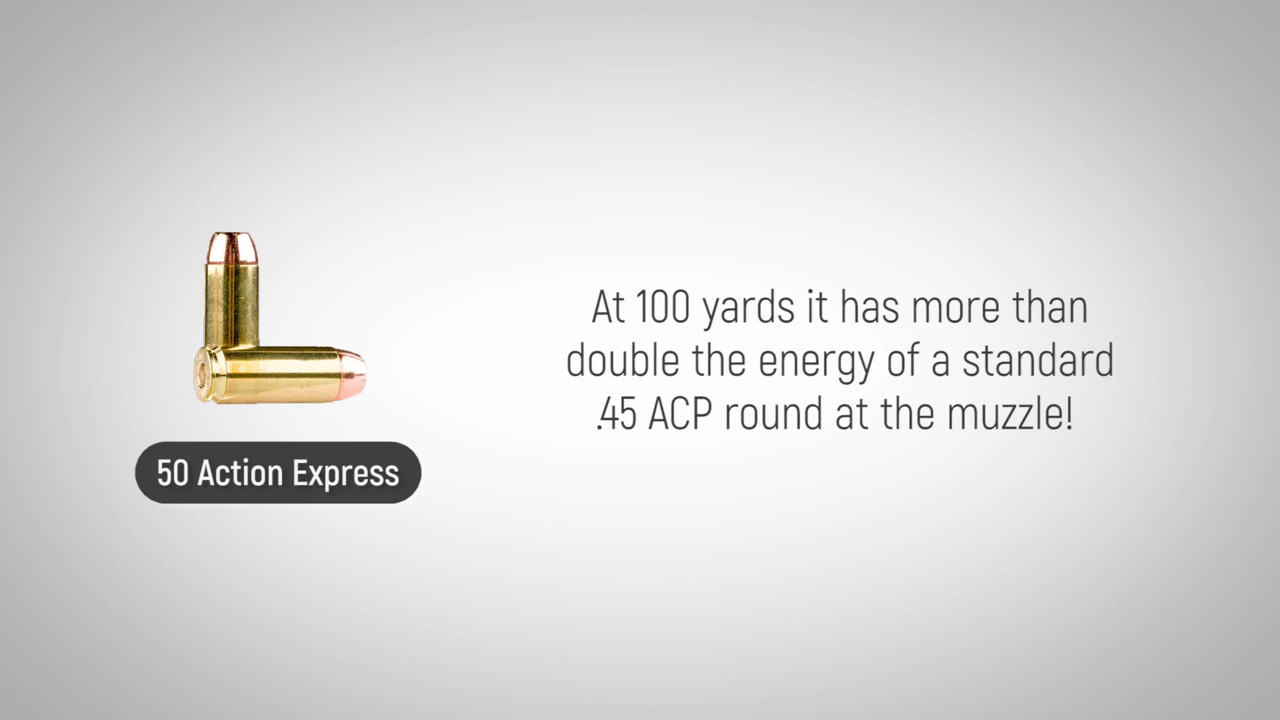 At 100 yards it has more than
double the energy of a standard
.45 ACP round at the muzzle!
50 Action Express